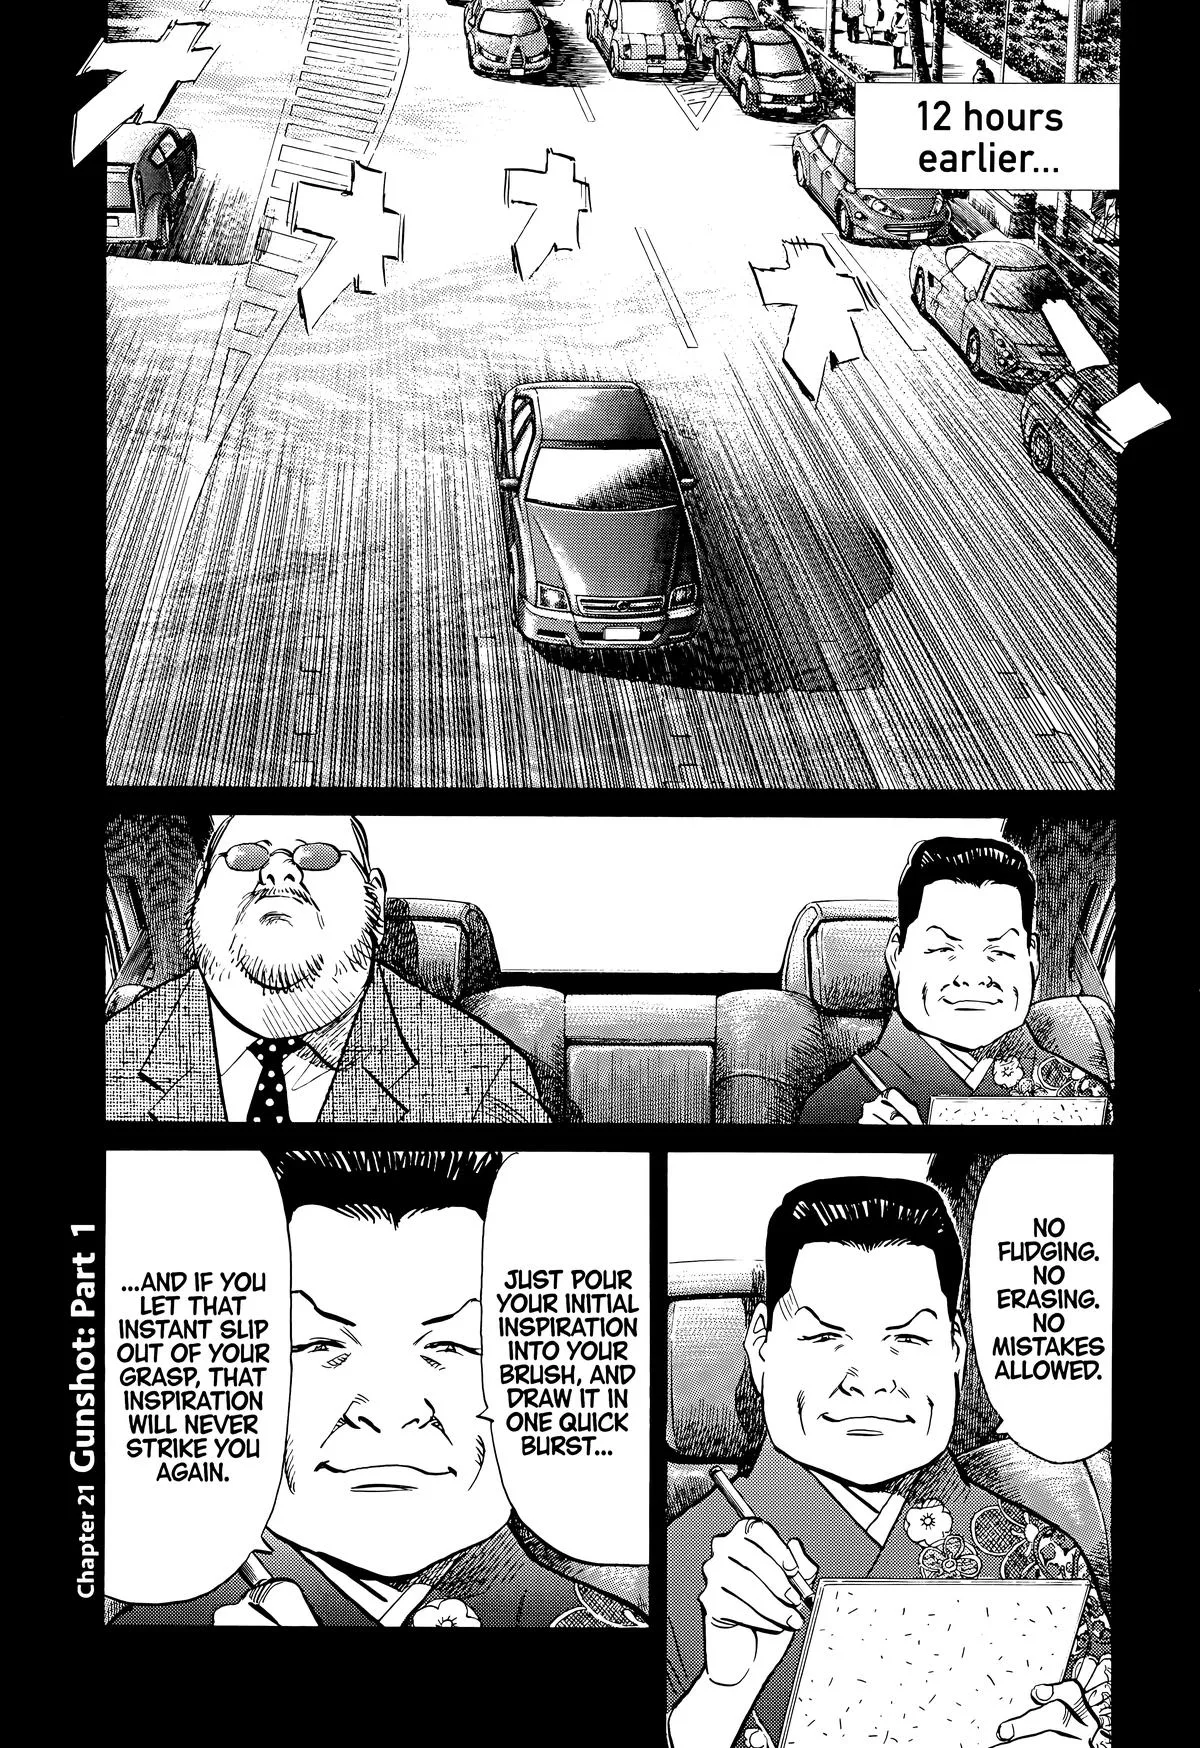 12 hours
earlier...
NO
FUDGING.
NO
ERASING.
NO
MISTAKES
ALLOWED.
JUST POUR
YOUR INITIAL
INSPIRATION
INTO YOUR
BRUSH, AND
DRAW IT IN
ONE QUICK
BURST...
...AND IF YOU
LET THAT
INSTANT SLIP
OUT OF YOUR
GRASP, THAT
INSPIRATION
WILL NEVER
STRIKE YOU
AGAIN.
Chapter 21 Gunshot: Part 1